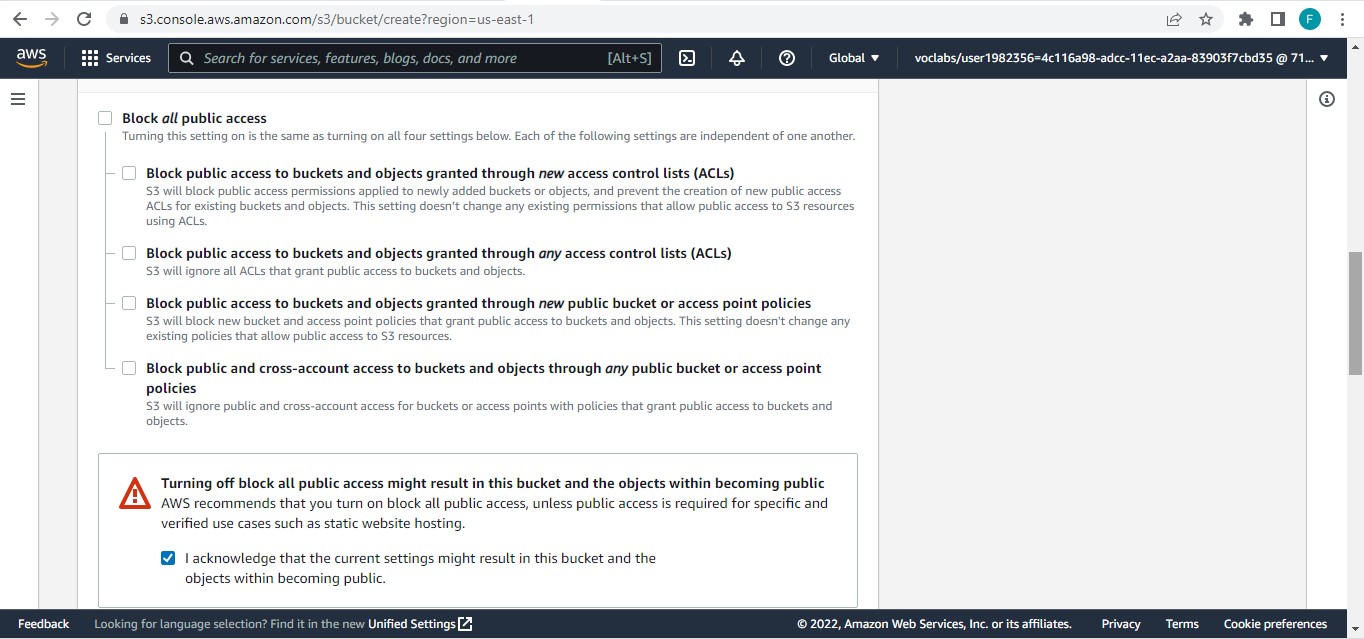 s3.console.aws.amazon.com/s3/bucket/create?region=us-east-1
F
aws
Services
Search for services, features, blogs, docs, and more
[Alt+S]
Global
voclabs/user1982356=4c116a98-adcc-11ec-a2aa-83903f7cbd35 @ 71...
Block all public access
Turning this setting on is the same as turning on all four settings below. Each of the following settings are independent of one another.
Block public access to buckets and objects granted through new access control lists (ACLs)
S3 will block public access permissions applied to newly added buckets or objects, and prevent the creation of new public access
ACLs for existing buckets and objects. This setting doesn't change any existing permissions that allow public access to S3 resources
using ACLs.
Block public access to buckets and objects granted through any access control lists (ACLs)
S3 will ignore all ACLs that grant public access to buckets and objects.
Block public access to buckets and objects granted through new public bucket or access point policies
S3 will block new bucket and access point policies that grant public access to buckets and objects. This setting doesn't change any
existing policies that allow public access to S3 resources.
Block public and cross-account access to buckets and objects through any public bucket or access point
policies
S3 will ignore public and cross-account access for buckets or access points with policies that grant public access to buckets and
objects.
Turning off block all public access might result in this bucket and the objects within becoming public
AWS recommends that you turn on block all public access, unless public access is required for specific and
verified use cases such as static website hosting.
I acknowledge that the current settings might result in this bucket and the
objects within becoming public.
Feedback
Looking for language selection? Find it in the new Unified Settings
© 2022, Amazon Web Services, Inc. or its affiliates.
Privacy
Terms
Cookie preferences